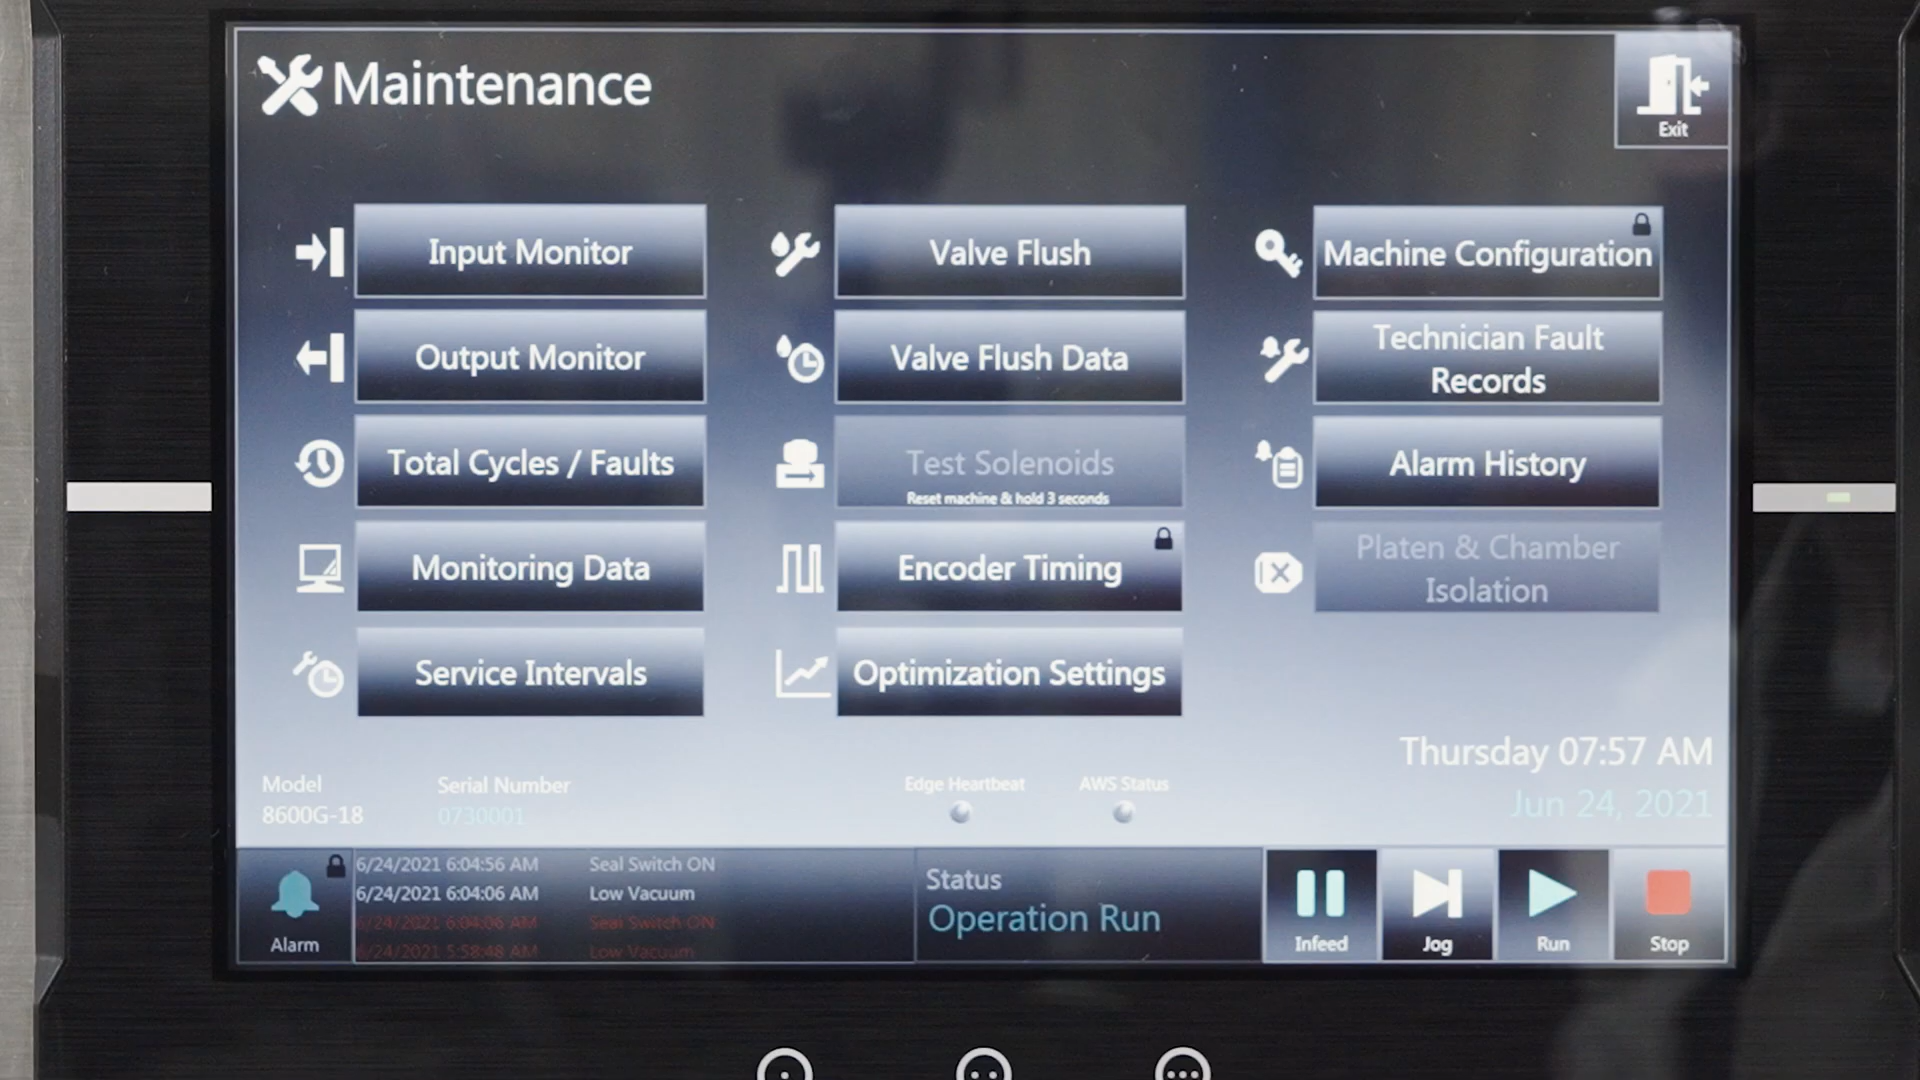 Maintenance
Exit
Input Monitor
Valve Flush
Machine Configuration
Output Monitor
Valve Flush Data
Technician Fault
Records
Total Cycles / Faults
Test Solenoids
Reset machine & hold 3 seconds
Alarm History
Monitoring Data
Encoder Timing
Platen & Chamber
Isolation
Service Intervals
Optimization Settings
Thursday 07:57 AM
Jun 24, 2021
Model
8600G-18
Serial Number
0730001
Edge Heartbeat
AWS Status
Alarm
6/24/2021 6:04:56 AM Seal Switch ON
6/24/2021 6:04:06 AM Low Vacuum
6/24/2021 6:04:06 AM Seal Switch ON
6/24/2021 5:58:48 AM Low Vacuum
Status
Operation Run
Infeed
Jog
Run
Stop